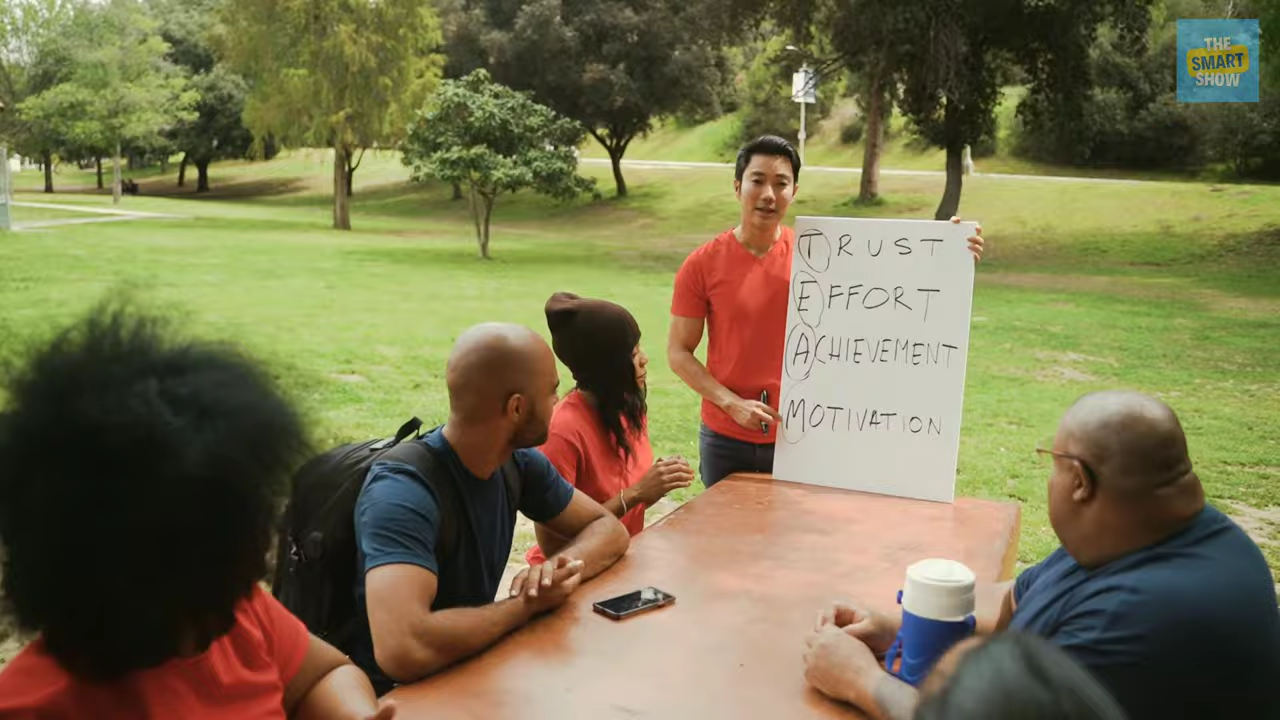 THE
SMART
SHOW
TRUST
EFFORT
ACHIEVEMENT
MOTIVATION